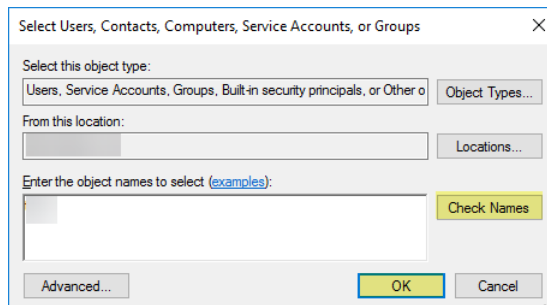 Select Users, Contacts, Computers, Service Accounts, or Groups
Select this object type:
Users, Service Accounts, Groups, Built-in security principals, or Other o
Object Types...
From this location:
Locations...
Enter the object names to select (examples):
Check Names
Advanced...
OK
Cancel